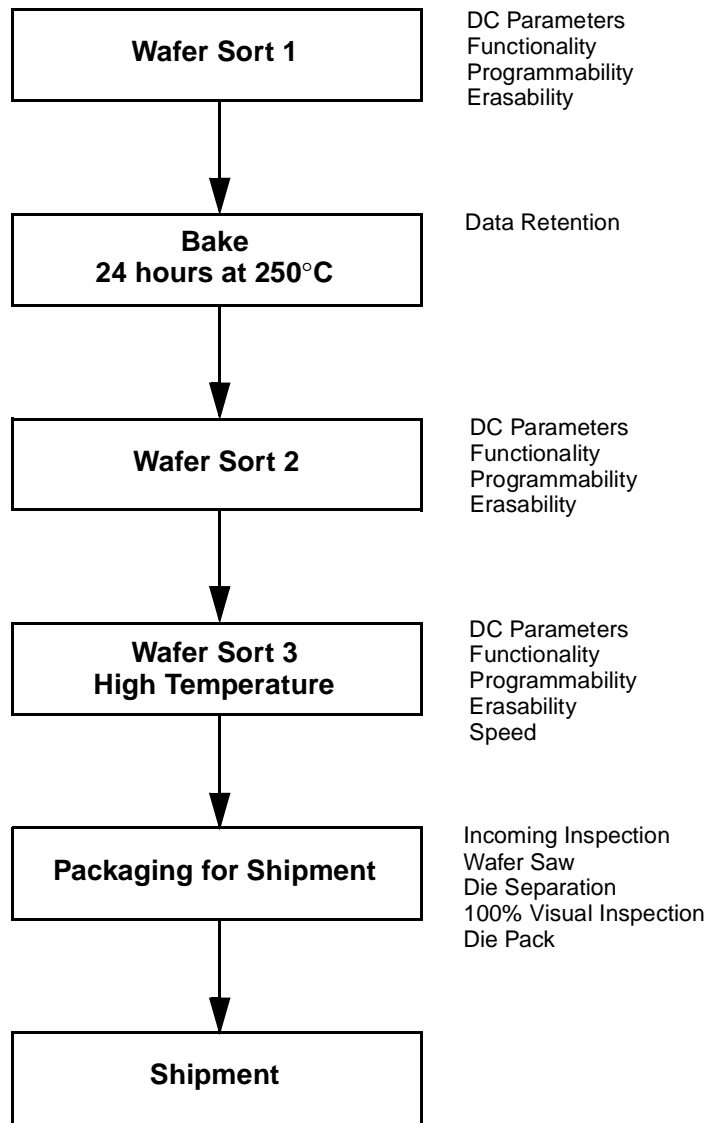 Wafer Sort 1
DC Parameters
Functionality
Programmability
Erasability
Bake
24 hours at 250°C
Data Retention
Wafer Sort 2
DC Parameters
Functionality
Programmability
Erasability
Wafer Sort 3
High Temperature
DC Parameters
Functionality
Programmability
Erasability
Speed
Packaging for Shipment
Incoming Inspection
Wafer Saw
Die Separation
100% Visual Inspection
Die Pack
Shipment